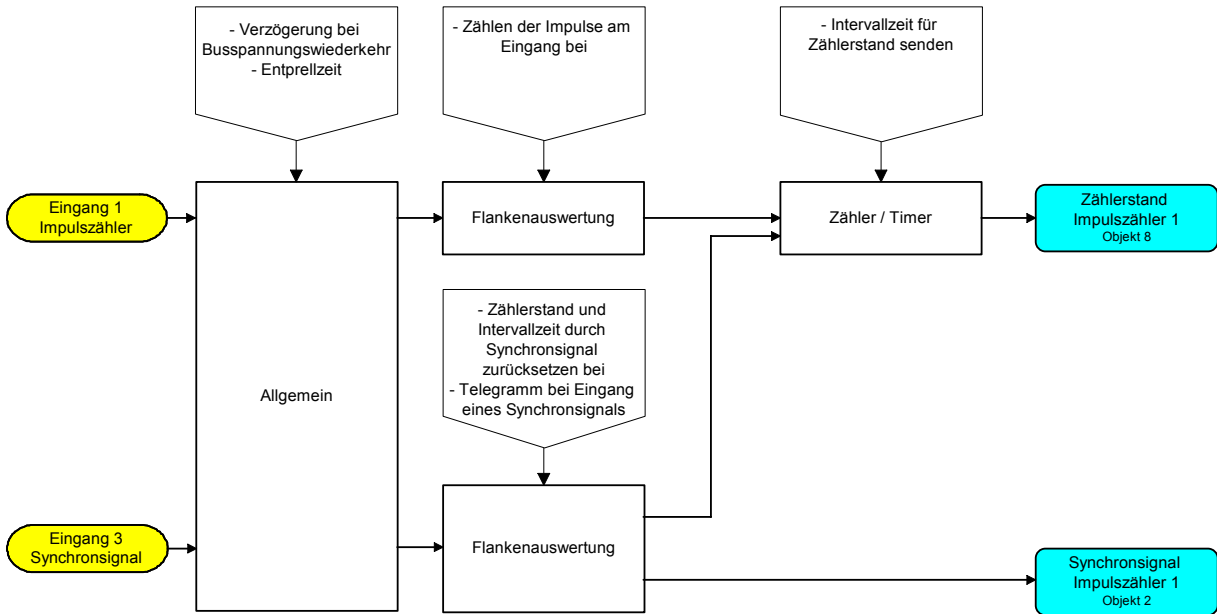 - Verzögerung bei
Busspannungswiederkehr
- Entprellzeit
- Zählen der Impulse am
Eingang bei
- Intervallzeit für
Zählerstand senden
Eingang 1
Impulszähler
Flankenauswertung
Zähler / Timer
Zählerstand
Impulszähler 1
Objekt 8
- Zählerstand und
Intervallzeit durch
Synchronsignal
zurücksetzen bei
- Telegramm bei Eingang
eines Synchronsignals
Allgemein
Eingang 3
Synchronsignal
Flankenauswertung
Synchronsignal
Impulszähler 1
Objekt 2